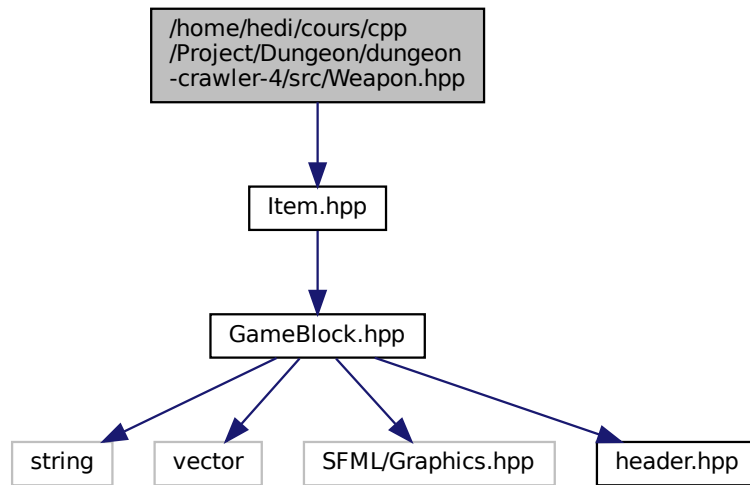 /home/hedi/cours/cpp
/Project/Dungeon/dungeon
-crawler-4/src/Weapon.hpp
Item.hpp
GameBlock.hpp
string
vector
SFML/Graphics.hpp
header.hpp